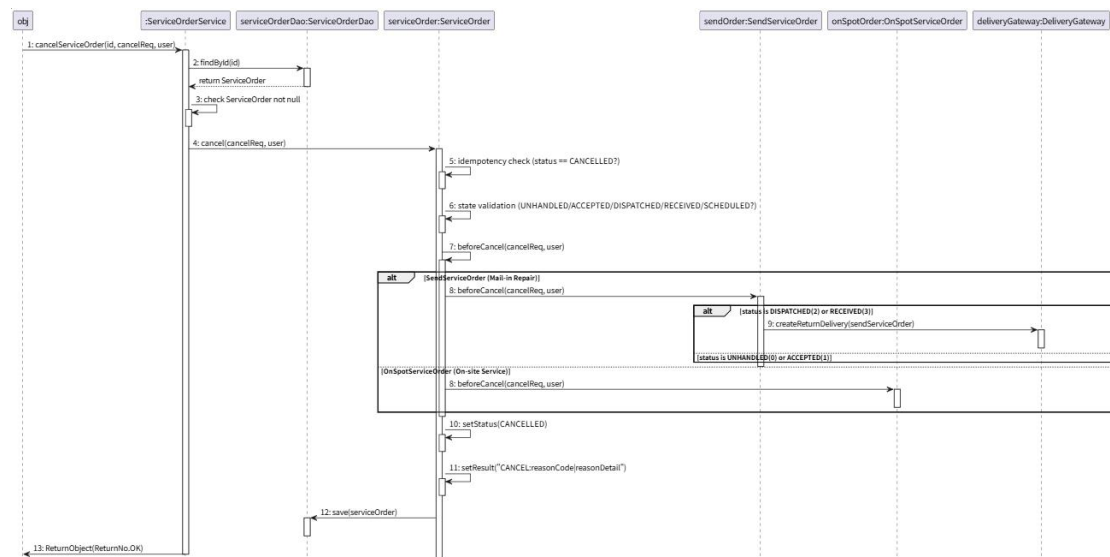 obj
:ServiceOrderService
serviceOrderDao:ServiceOrderDao
serviceOrder:ServiceOrder
sendOrder:SendServiceOrder
onSpotOrder:OnSpotServiceOrder
deliveryGateway:DeliveryGateway
1: cancelServiceOrder(id, cancelReq, user)
2: findById(id)
return ServiceOrder
3: check ServiceOrder not null
4: cancel(cancelReq, user)
5: idempotency check (status == CANCELLED?)
6: state validation (UNHANDLED/ACCEPTED/DISPATCHED/RECEIVED/SCHEDULED?)
7: beforeCancel(cancelReq, user)
alt [SendServiceOrder (Mail-in Repair)]
8: beforeCancel(cancelReq, user)
alt [status is DISPATCHED(2) or RECEIVED(3)]
9: createReturnDelivery(sendServiceOrder)
[status is UNHANDLED(0) or ACCEPTED(1)]
[OnSpotServiceOrder (On-site Service)]
8: beforeCancel(cancelReq, user)
10: setStatus(CANCELLED)
11: setResult("CANCEL:reasonCode|reasonDetail")
12: save(serviceOrder)
13: ReturnObject(ReturnNo.OK)